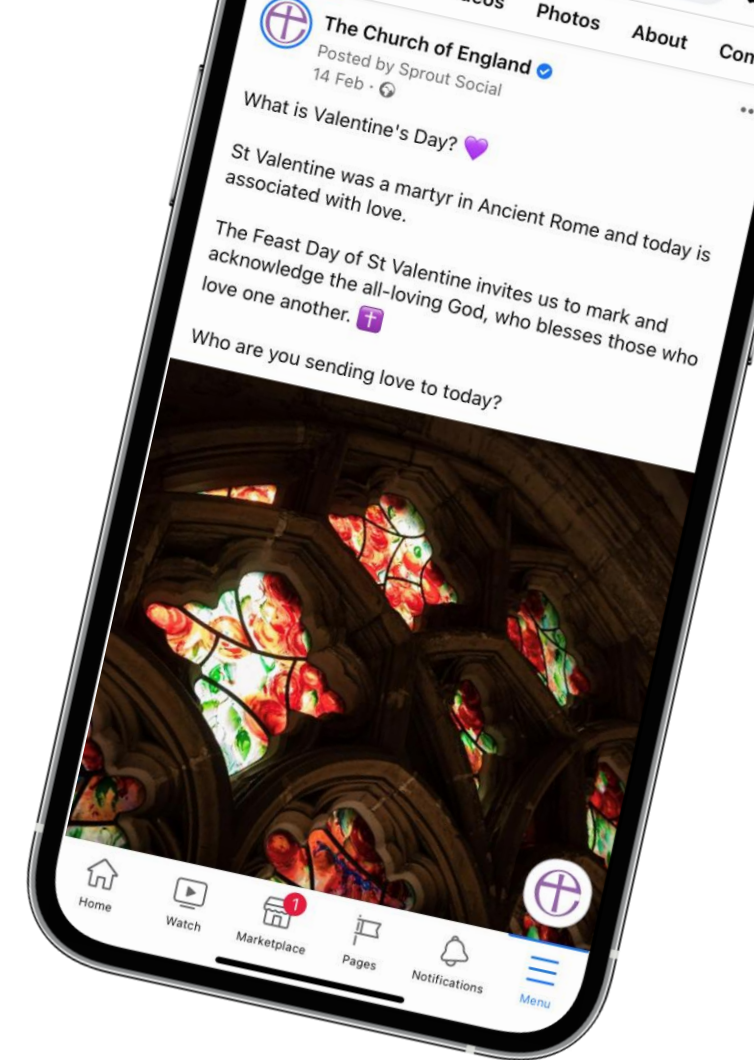 Photos
About
The Church of England
Posted by Sprout Social
14 Feb ·
What is Valentine's Day? 💜
St Valentine was a martyr in Ancient Rome and today is
associated with love.
The Feast Day of St Valentine invites us to mark and
acknowledge the all-loving God, who blesses those who
love one another. ✝️
Who are you sending love to today?
Home
Watch
1
Marketplace
Pages
Notifications
Menu